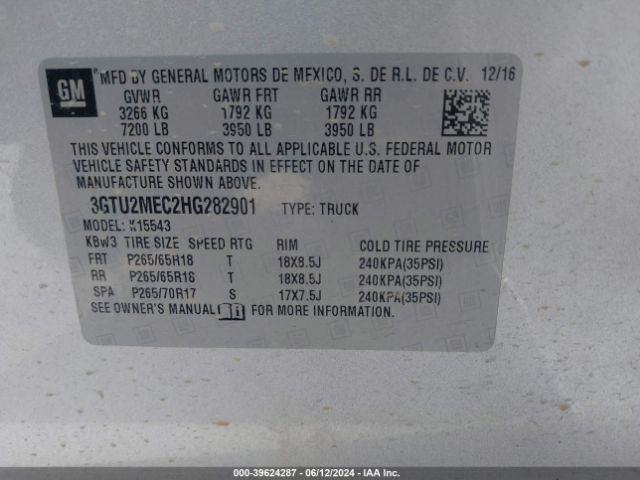 GM
MFD BY GENERAL MOTORS DE MEXICO, S. DE R.L. DE C.V. 12/16
GVWR GAWR FRT GAWR RR
3266 KG 1792 KG 1792 KG
7200 LB 3950 LB 3950 LB
THIS VEHICLE CONFORMS TO ALL APPLICABLE U.S. FEDERAL MOTOR
VEHICLE SAFETY STANDARDS IN EFFECT ON THE DATE OF
MANUFACTURE SHOWN ABOVE.
3GTU2MEC2HG282901 TYPE: TRUCK
MODEL: K15543
KBW3 TIRE SIZE SPEED RTG RIM COLD TIRE PRESSURE
FRT P265/65R18 T 18X8.5J 240KPA(35PSI)
RR P265/65R18 T 18X8.5J 240KPA(35PSI)
SPA P265/70R17 S 17X7.5J 240KPA(35PSI)
SEE OWNER'S MANUAL FOR MORE INFORMATION.
IMAGE OWNER: 39624287 - 06/12/2024 - IAA Inc.